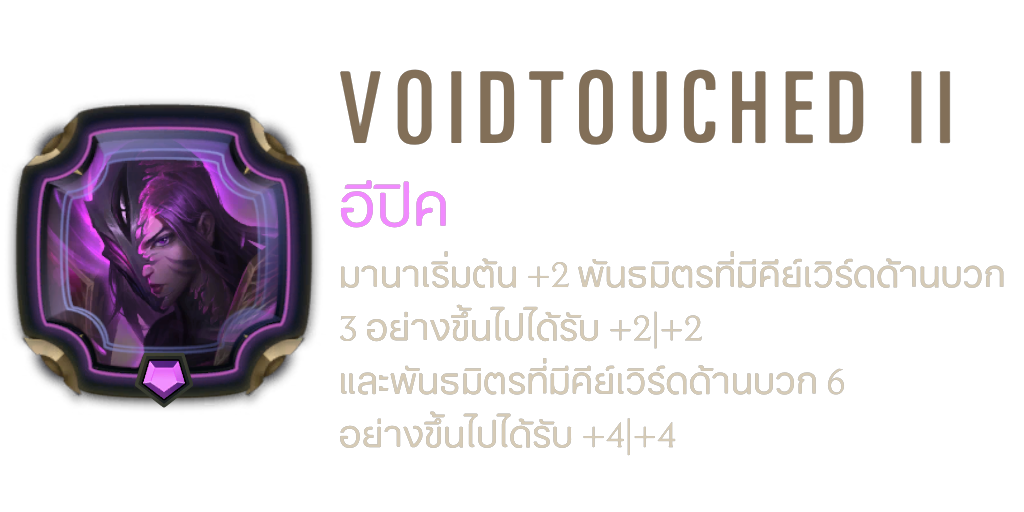 VOIDTOUCHED II
อีปิค
มานาเริ่มต้น +2 พันธมิตรที่มีคีย์เวิร์ดด้านบวก
3 อย่างขึ้นไปได้รับ +2|+2
และพันธมิตรที่มีคีย์เวิร์ดด้านบวก 6
อย่างขึ้นไปได้รับ +4|+4